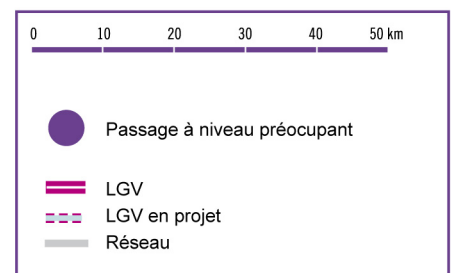 0 10 20 30 40 50 km
Passage à niveau préocupant
LGV
LGV en projet
Réseau